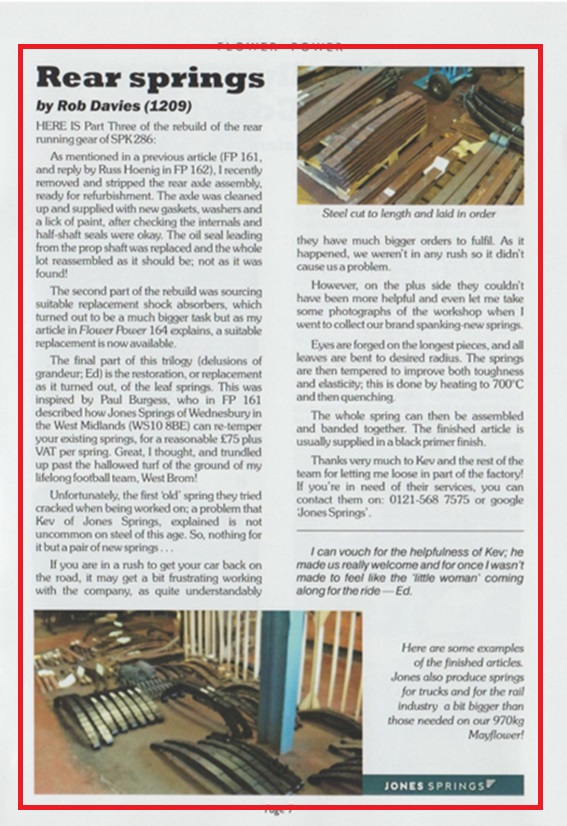 FLOWER POWER
Rear springs
by Rob Davies (1209)
HERE IS Part Three of the rebuild of the rear
running gear of SPK 286:
As mentioned in a previous article (FP 161,
and reply by Russ Hoenig in FP 162), I recently
removed and stripped the rear axle assembly,
ready for refurbishment. The axle was cleaned
up and supplied with new gaskets, washers and
a lick of paint, after checking the internals and
half-shaft seals were okay. The oil seal leading
from the prop shaft was replaced and the whole
lot reassembled as it should be; not as it was
found!
The second part of the rebuild was sourcing
suitable replacement shock absorbers, which
turned out to be a much bigger task but as my
article in Flower Power 164 explains, a suitable
replacement is now available.
The final part of this trilogy (delusions of
grandeur; Ed) is the restoration, or replacement
as it turned out, of the leaf springs. This was
inspired by Paul Burgess, who in FP 161
described how Jones Springs of Wednesbury in
the West Midlands (WS10 8BE) can re-temper
your existing springs, for a reasonable £75 plus
VAT per spring. Great, I thought, and trundled
up past the hallowed turf of the ground of my
lifelong football team, West Brom!
Unfortunately, the first 'old' spring they tried
cracked when being worked on; a problem that
Kev of Jones Springs, explained is not
uncommon on steel of this age. So, nothing for
it but a pair of new springs . . .
If you are in a rush to get your car back on
the road, it may get a bit frustrating working
with the company, as quite understandably
Steel cut to length and laid in order
they have much bigger orders to fulfil. As it
happened, we weren't in any rush so it didn't
cause us a problem.
However, on the plus side they couldn't
have been more helpful and even let me take
some photographs of the workshop when I
went to collect our brand spanking-new springs.
Eyes are forged on the longest pieces, and all
leaves are bent to desired radius. The springs
are then tempered to improve both toughness
and elasticity; this is done by heating to 700°C
and then quenching.
The whole spring can then be assembled
and banded together. The finished article is
usually supplied in a black primer finish.
Thanks very much to Kev and the rest of the
team for letting me loose in part of the factory!
If you're in need of their services, you can
contact them on: 0121-568 7575 or google
'Jones Springs'.
I can vouch for the helpfulness of Kev; he
made us really welcome and for once I wasn't
made to feel like the 'little woman' coming
along for the ride — Ed.
Here are some examples
of the finished articles.
Jones also produce springs
for trucks and for the rail
industry a bit bigger than
those needed on our 970kg
Mayflower!
JONES SPRINGS